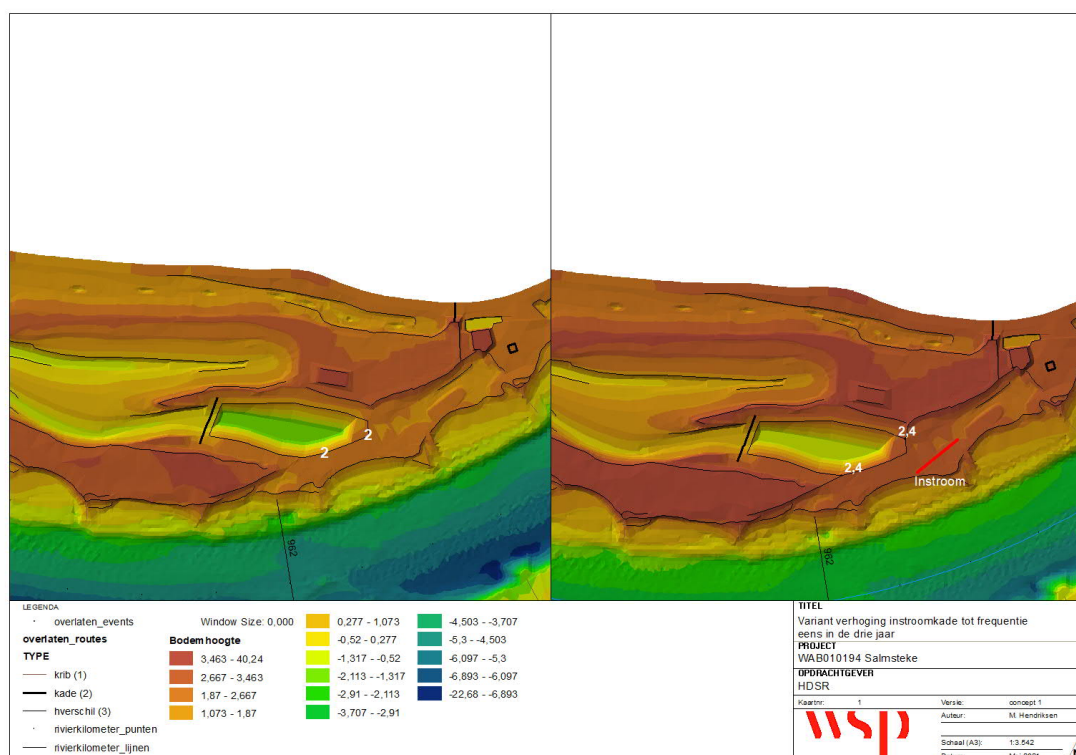 2
2
962
2,4
2,4
Instroom
962
LEGENDA
overlaten_events
overlaten_routes
TYPE
krib (1)
kade (2)
hverschil (3)
rivierkilometer_punten
rivierkilometer_lijnen
Window Size: 0,000
Bodemhoogte
3,463 - 40,24
2,667 - 3,463
1,87 - 2,667
1,073 - 1,87
0,277 - 1,073
-0,52 - 0,277
-1,317 - -0,52
-2,113 - -1,317
-2,91 - -2,113
-3,707 - -2,91
-4,503 - -3,707
-5,3 - -4,503
-6,097 - -5,3
-6,893 - -6,097
-22,68 - -6,893
TITEL
Variant verhoging instroomkade tot frequentie
eens in de drie jaar
PROJECT
WAB010194 Salmsteke
OPDRACHTGEVER
HDSR
Kaartnr: 1 Versie: concept 1
Auteur: M. Hendriksen
wsp
Schaal (A3): 1:3.542